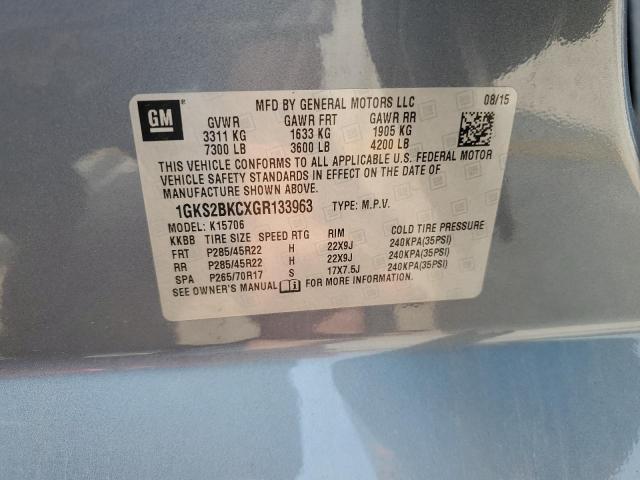 GM
MFD BY GENERAL MOTORS LLC 08/15
GVWR GAWR FRT GAWR RR
3311 KG 1633 KG 1905 KG
7300 LB 3600 LB 4200 LB
THIS VEHICLE CONFORMS TO ALL APPLICABLE U.S. FEDERAL MOTOR
VEHICLE SAFETY STANDARDS IN EFFECT ON THE DATE OF
MANUFACTURE SHOWN ABOVE.
1GKS2BKCXGR133963 TYPE: M.P.V.
MODEL: K15706
KKBB TIRE SIZE SPEED RTG RIM COLD TIRE PRESSURE
FRT P285/45R22 H 22X9J 240KPA(35PSI)
RR P285/45R22 H 22X9J 240KPA(35PSI)
SPA P265/70R17 S 17X7.5J 240KPA(35PSI)
SEE OWNER'S MANUAL FOR MORE INFORMATION.